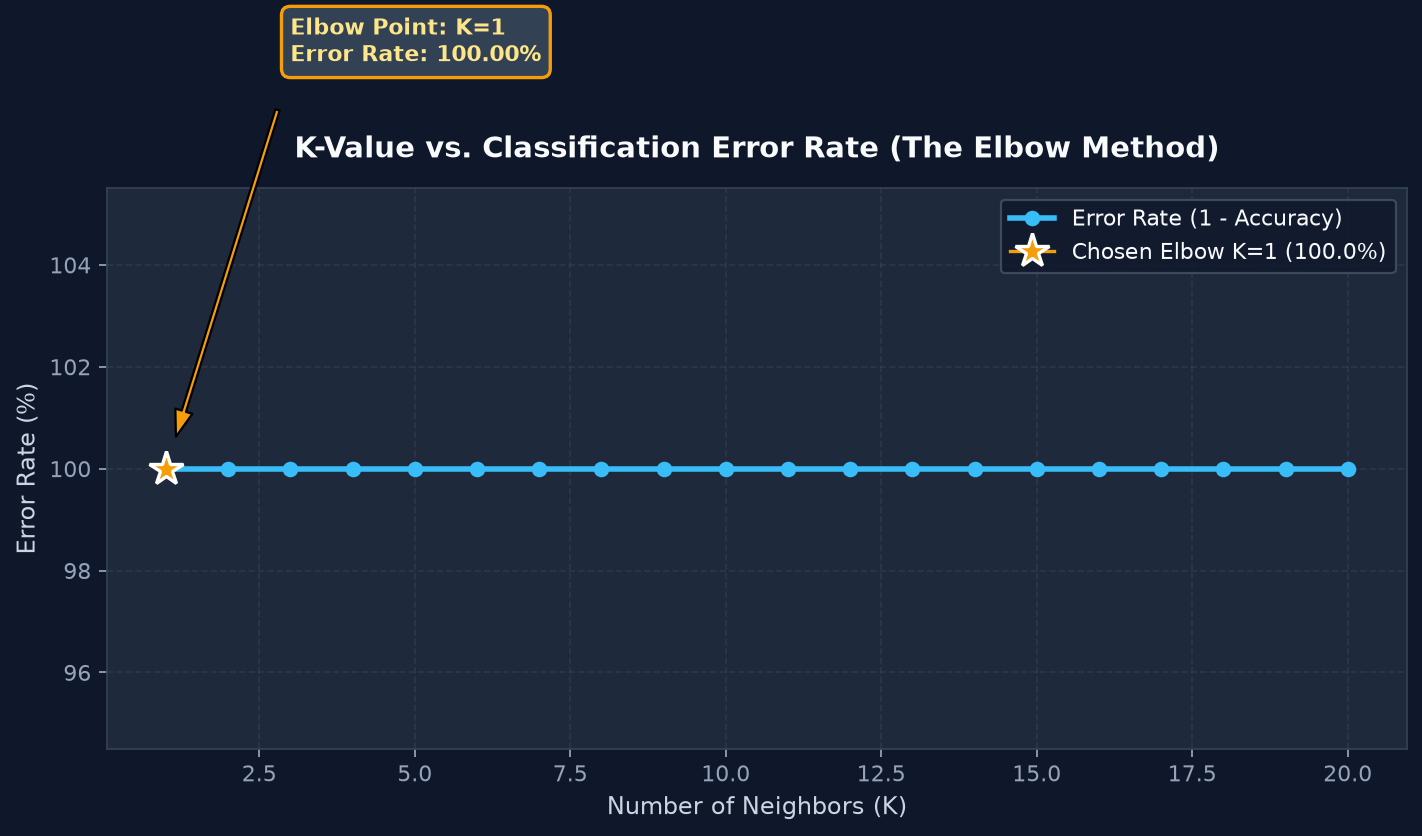 Elbow Point: K=1
Error Rate: 100.00%
K-Value vs. Classification Error Rate (The Elbow Method)
Error Rate (1 - Accuracy)
Chosen Elbow K=1 (100.0%)
Error Rate (%)
104
102
100
98
96
2.5 5.0 7.5 10.0 12.5 15.0 17.5 20.0
Number of Neighbors (K)